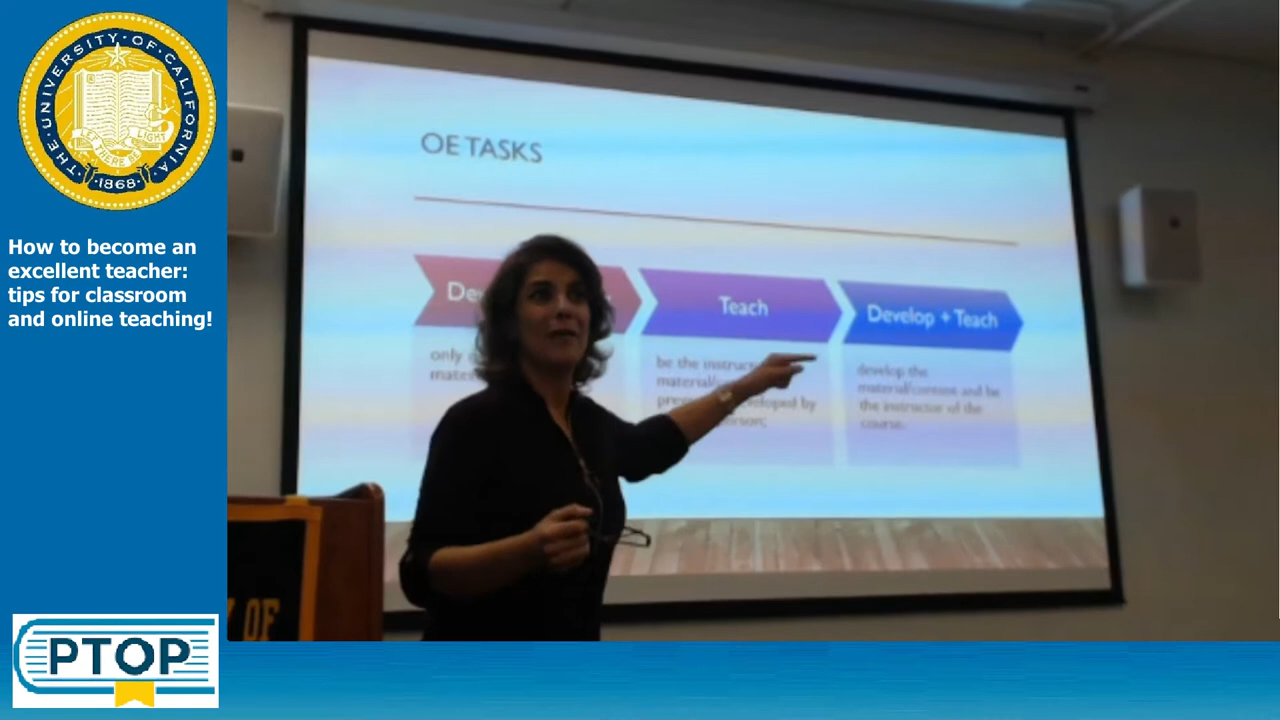 THE UNIVERSITY OF CALIFORNIA
LET THERE BE LIGHT
1868
How to become an
excellent teacher:
tips for classroom
and online teaching!
PTOP
OE TASKS
Teach
Develop + Teach
only
be the
material/
developed by
develop the
material/content and be
the instructor of the
course.
OF